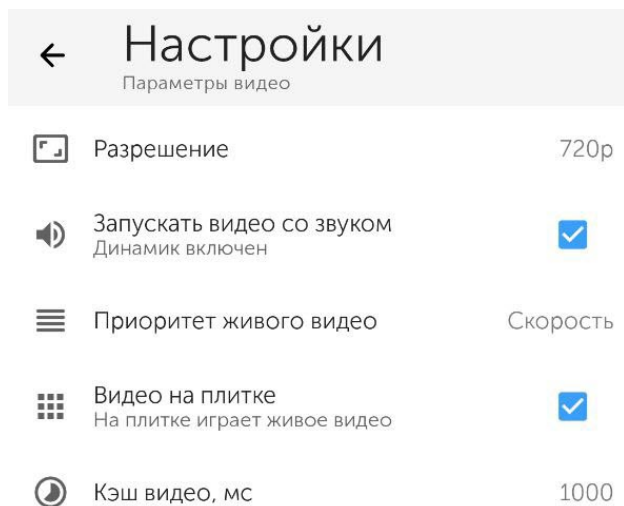 Настройки
Параметры видео
Разрешение 720p
Запускать видео со звуком
Динамик включен
Приоритет живого видео Скорость
Видео на плитке
На плитке играет живое видео
Кэш видео, мс 1000